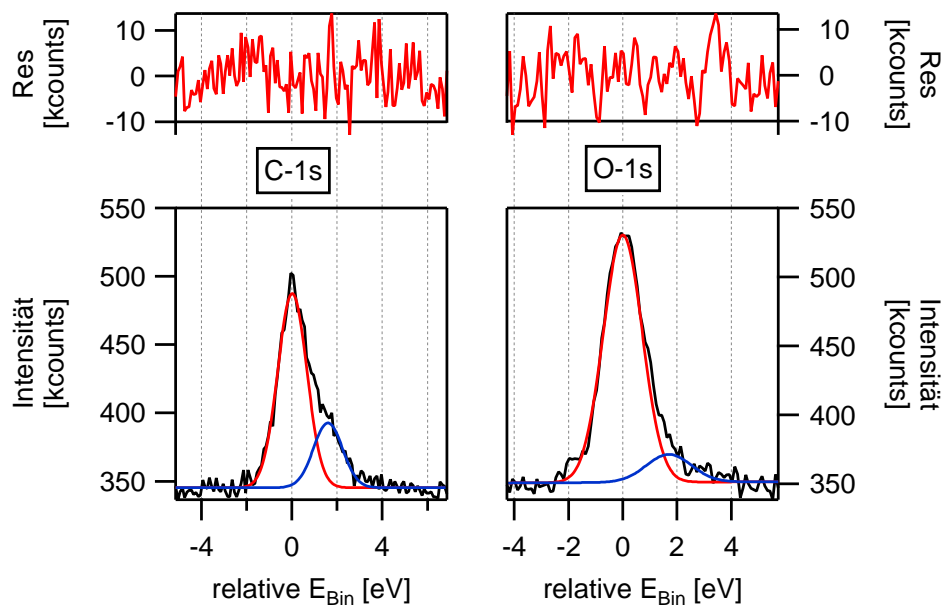 Res
[kcounts]
10
0
-10
10
0
-10
Res
[kcounts]
C-1s
O-1s
Intensität
[kcounts]
550
500
450
400
350
550
500
450
400
350
Intensität
[kcounts]
-4 0 4
-4 -2 0 2 4
relative E_Bin [eV]
relative E_Bin [eV]